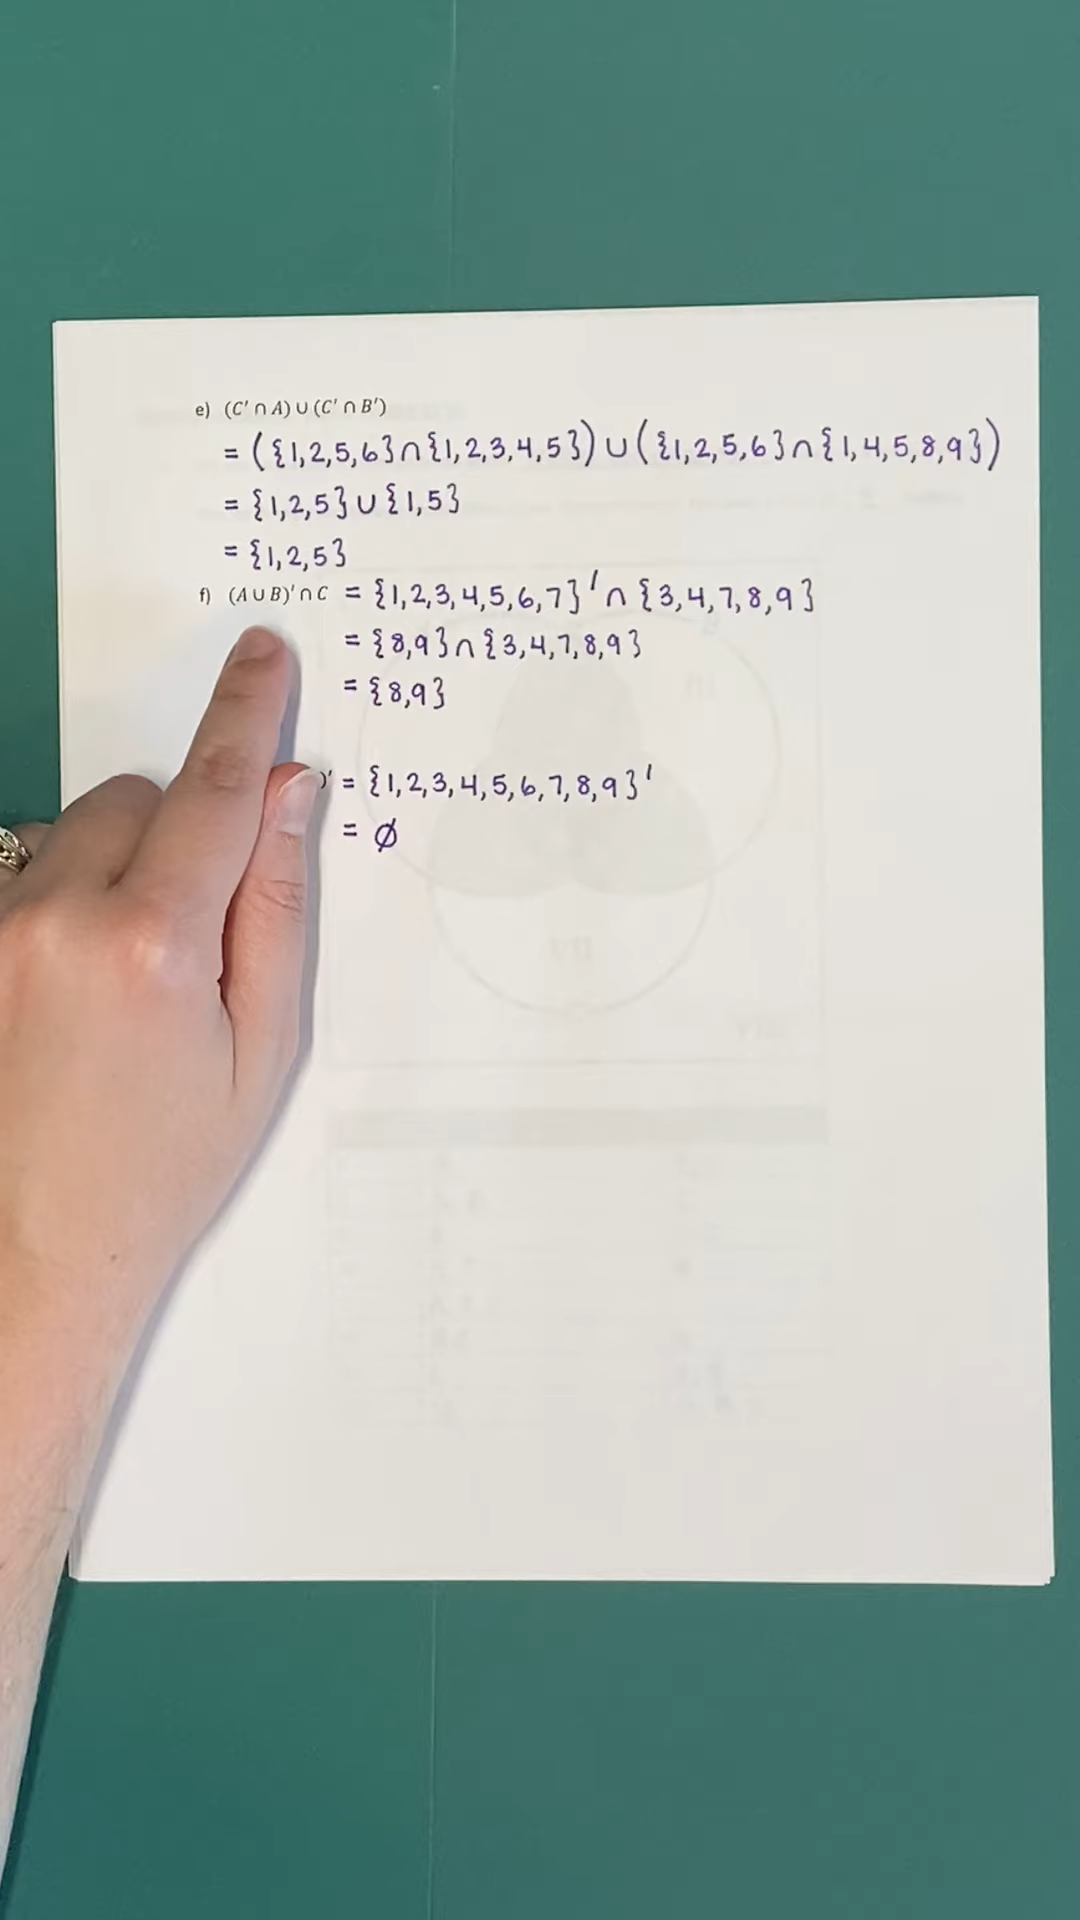 e) (C' ∩ A) ∪ (C' ∩ B')
= ({1,2,5,6} ∩ {1,2,3,4,5}) ∪ ({1,2,5,6} ∩ {1,4,5,8,9})
= {1,2,5} ∪ {1,5}
= {1,2,5}
f) (A ∪ B)' ∩ C = {1,2,3,4,5,6,7}' ∩ {3,4,7,8,9}
= {8,9} ∩ {3,4,7,8,9}
= {8,9}
)' = {1,2,3,4,5,6,7,8,9}'
= ∅